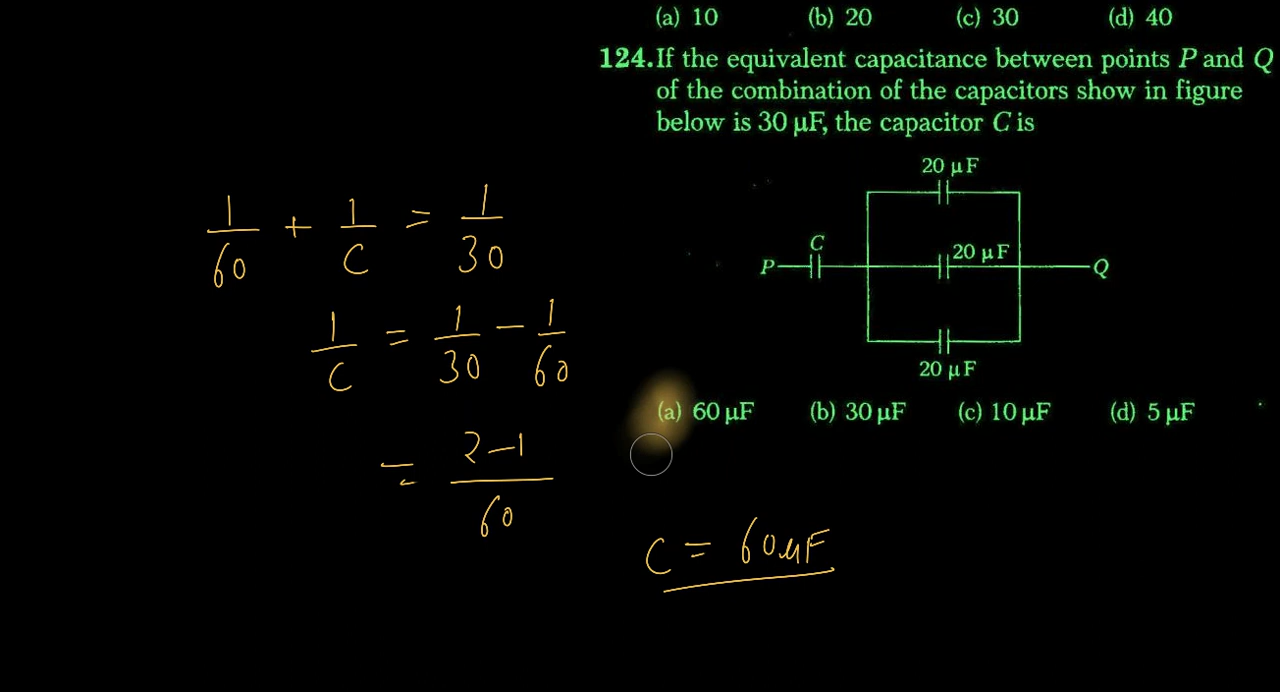 (a) 10 (b) 20 (c) 30 (d) 40
124. If the equivalent capacitance between points P and Q
of the combination of the capacitors show in figure
below is 30 μF, the capacitor C is
20 μF
C
20 μF
P
Q
20 μF
(a) 60 μF (b) 30 μF (c) 10 μF (d) 5 μF
1/60 + 1/C = 1/30
1/C = 1/30 - 1/60
= 2-1/60
C = 60 μF